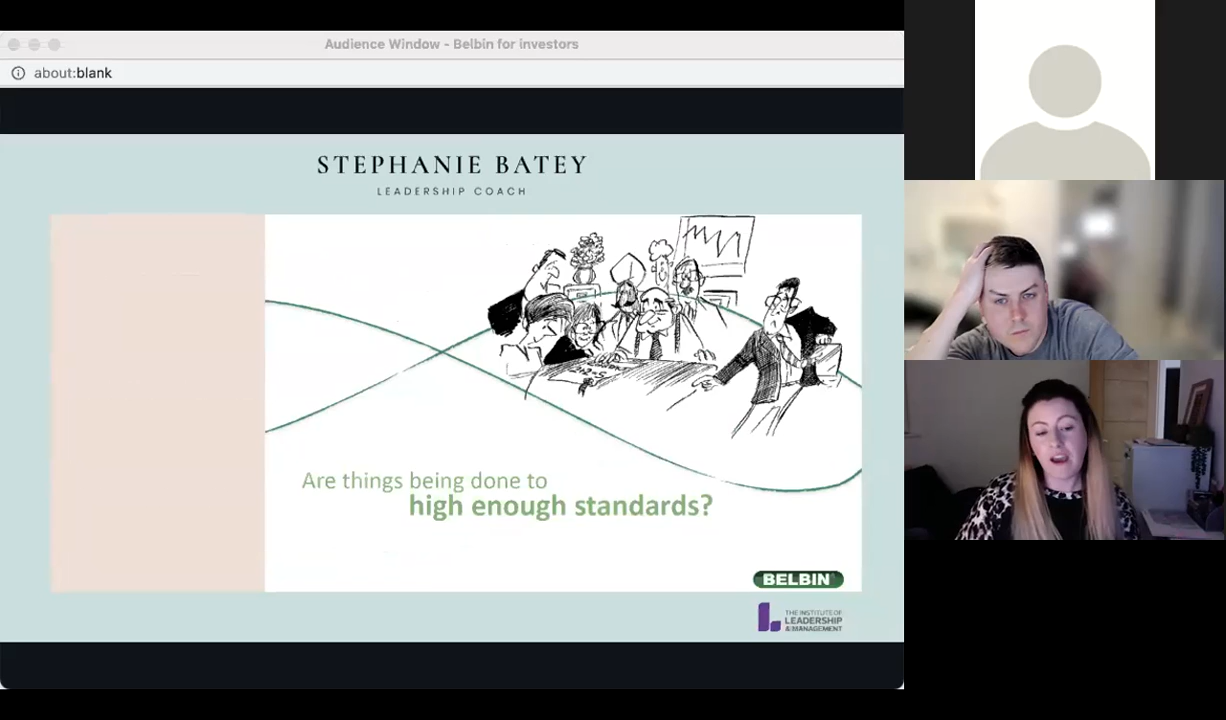 Audience Window - Belbin for investors
about:blank
STEPHANIE BATEY
LEADERSHIP COACH
Are things being done to
high enough standards?
BELBIN
THE INSTITUTE OF
LEADERSHIP
& MANAGEMENT